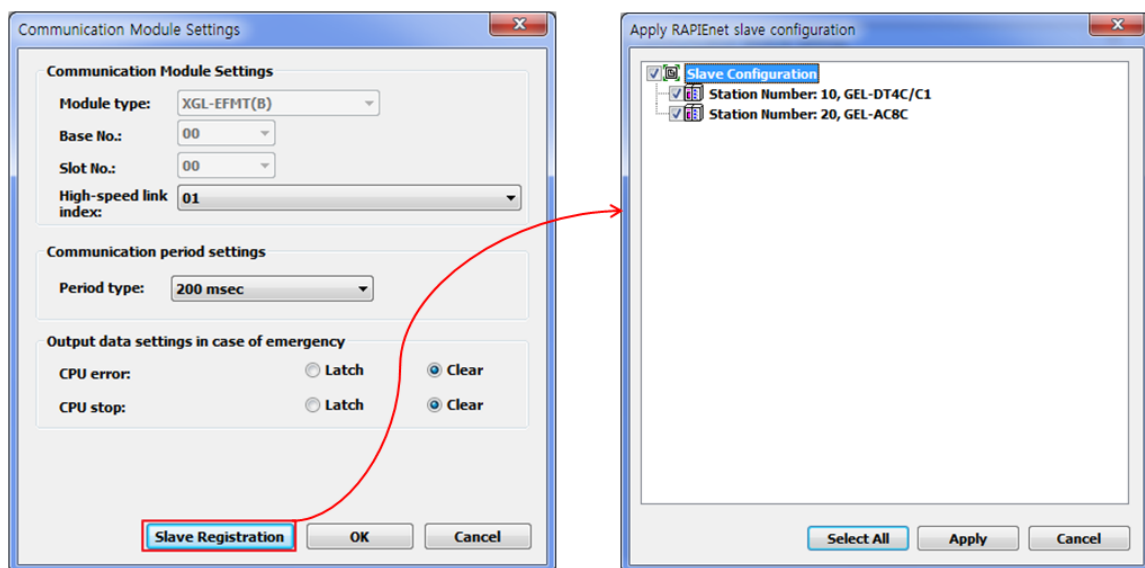 Communication Module Settings
Communication Module Settings
Module type: XGL-EFMT(B)
Base No.: 00
Slot No.: 00
High-speed link index: 01
Communication period settings
Period type: 200 msec
Output data settings in case of emergency
CPU error: Latch Clear
CPU stop: Latch Clear
Slave Registration OK Cancel
Apply RAPIEnet slave configuration
Slave Configuration
Station Number: 10, GEL-DT4C/C1
Station Number: 20, GEL-AC8C
Select All Apply Cancel